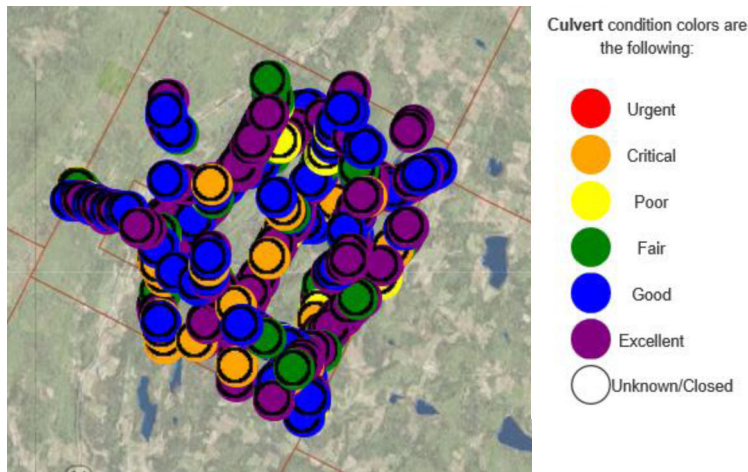 Culvert condition colors are
the following:
Urgent
Critical
Poor
Fair
Good
Excellent
Unknown/Closed